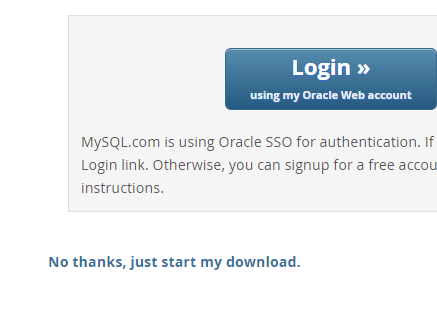 Login »
using my Oracle Web account
MySQL.com is using Oracle SSO for authentication. If
Login link. Otherwise, you can signup for a free accou
instructions.
No thanks, just start my download.